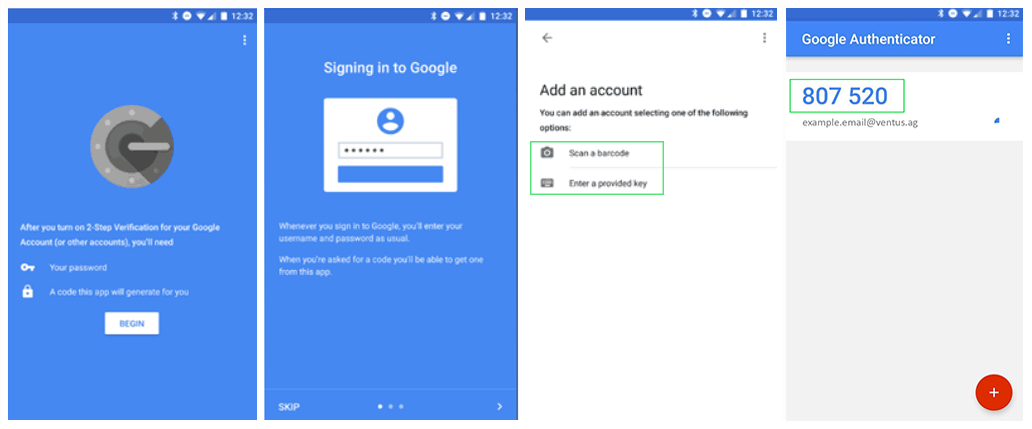 12:32
After you turn on 2-Step Verification for your Google
Account (or other accounts), you'll need
Your password
A code this app will generate for you
BEGIN
12:32
Signing in to Google
Whenever you sign in to Google, you'll enter your
username and password as usual.
When you're asked for a code you'll be able to get one
from this app.
SKIP
12:32
Add an account
You can add an account selecting one of the following
options:
Scan a barcode
Enter a provided key
12:32
Google Authenticator
807 520
example.email@ventus.ag